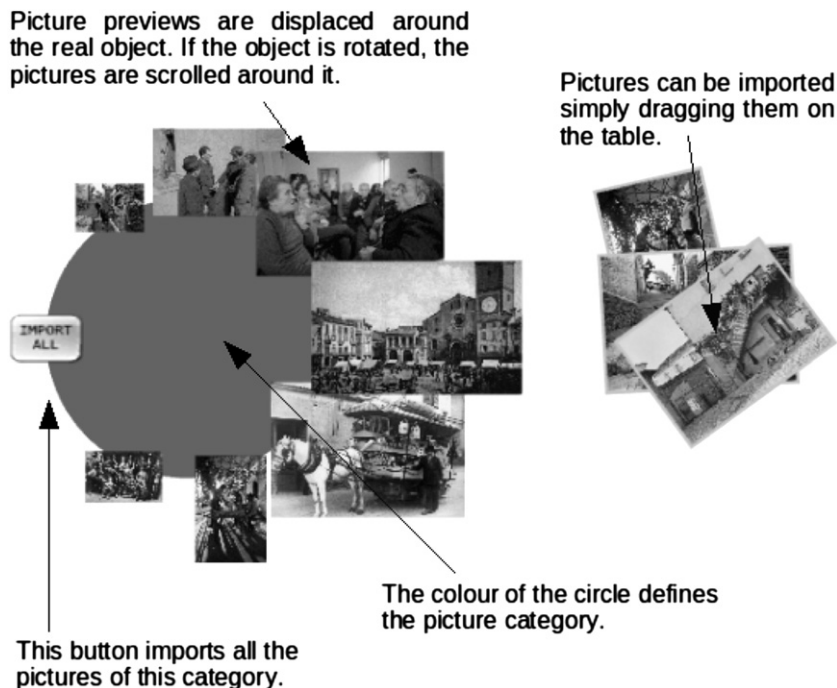 Picture previews are displaced around
the real object. If the object is rotated, the
pictures are scrolled around it.
Pictures can be imported
simply dragging them on
the table.
IMPORT
ALL
The colour of the circle defines
the picture category.
This button imports all the
pictures of this category.